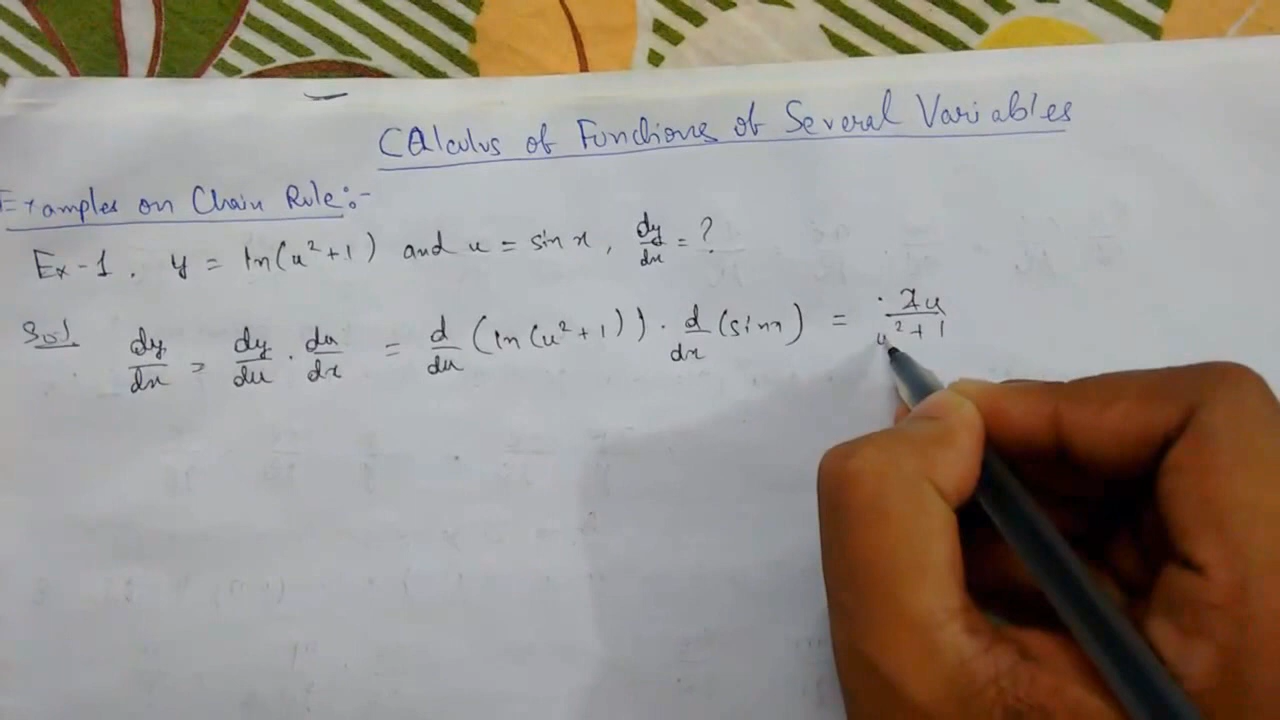 CAlculus of Functions of Several Variables
Examples on Chain Rule:-
Ex-1. y = ln(u²+1) and u = sin x, dy/dx = ?
Sol. dy/dx = dy/du · du/dx = d/du (ln(u²+1)) · d/dx (sin x) = 2u/u²+1